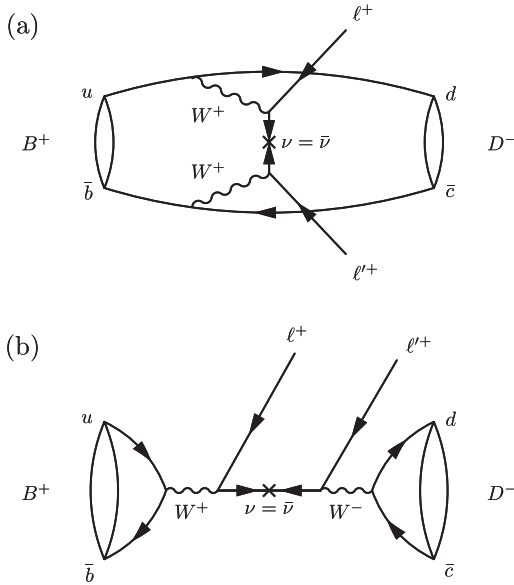 (a)
ℓ⁺
u
d
W⁺
B⁺
ν = ν̄
D⁻
W⁺
b̄
c̄
ℓ′⁺
(b)
ℓ⁺
ℓ′⁺
u
d
B⁺
W⁺
ν = ν̄
W⁻
D⁻
b̄
c̄